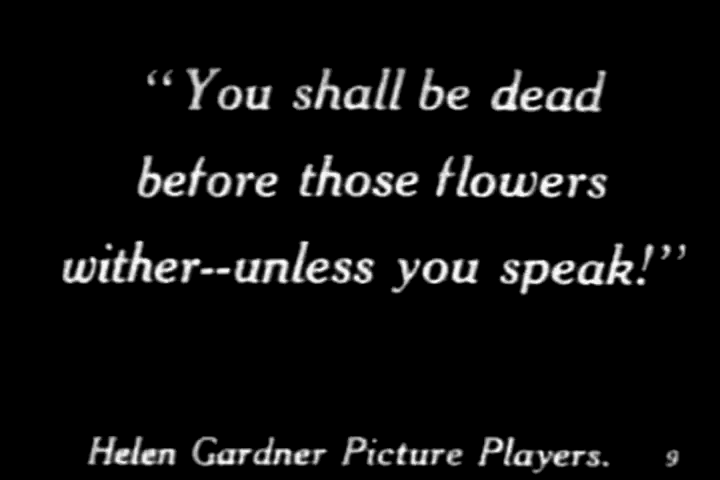 “You shall be dead
before those flowers
wither--unless you speak!”
Helen Gardner Picture Players. 9